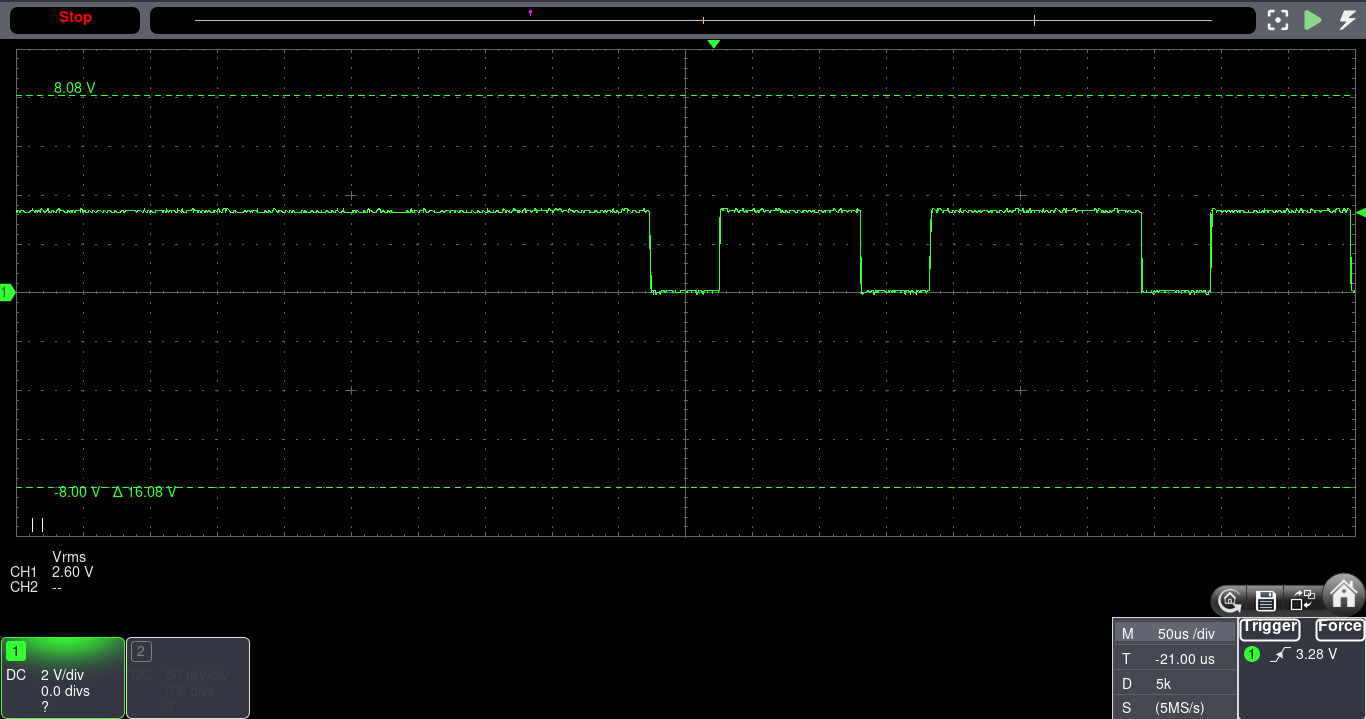 Stop
8.08 V
1
-8.00 V Δ 16.08 V
Vrms
CH1 2.60 V
CH2 --
1
DC 2 V/div
0.0 divs
?
2
DC 50 mV/div
0.0 divs
?
M 50us /div
T -21.00 us
D 5k
S (5MS/s)
Trigger Force
1 3.28 V